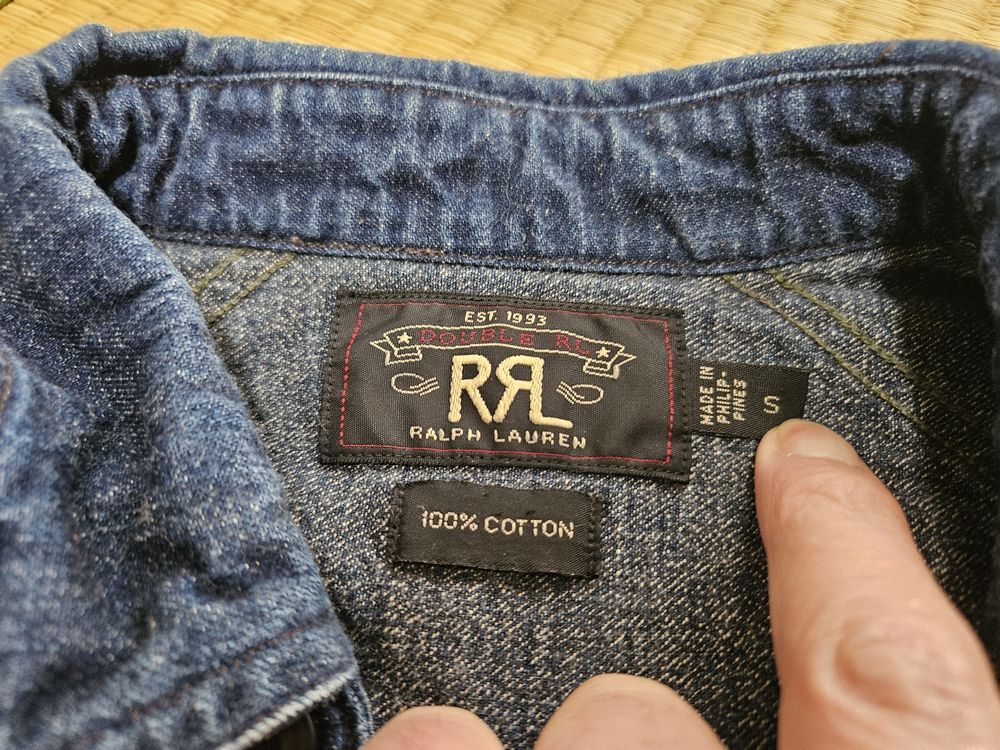 EST. 1993
DOUBLE RL
RRL
RALPH LAUREN
MADE IN
PHILIP-
PINES
S
100% COTTON